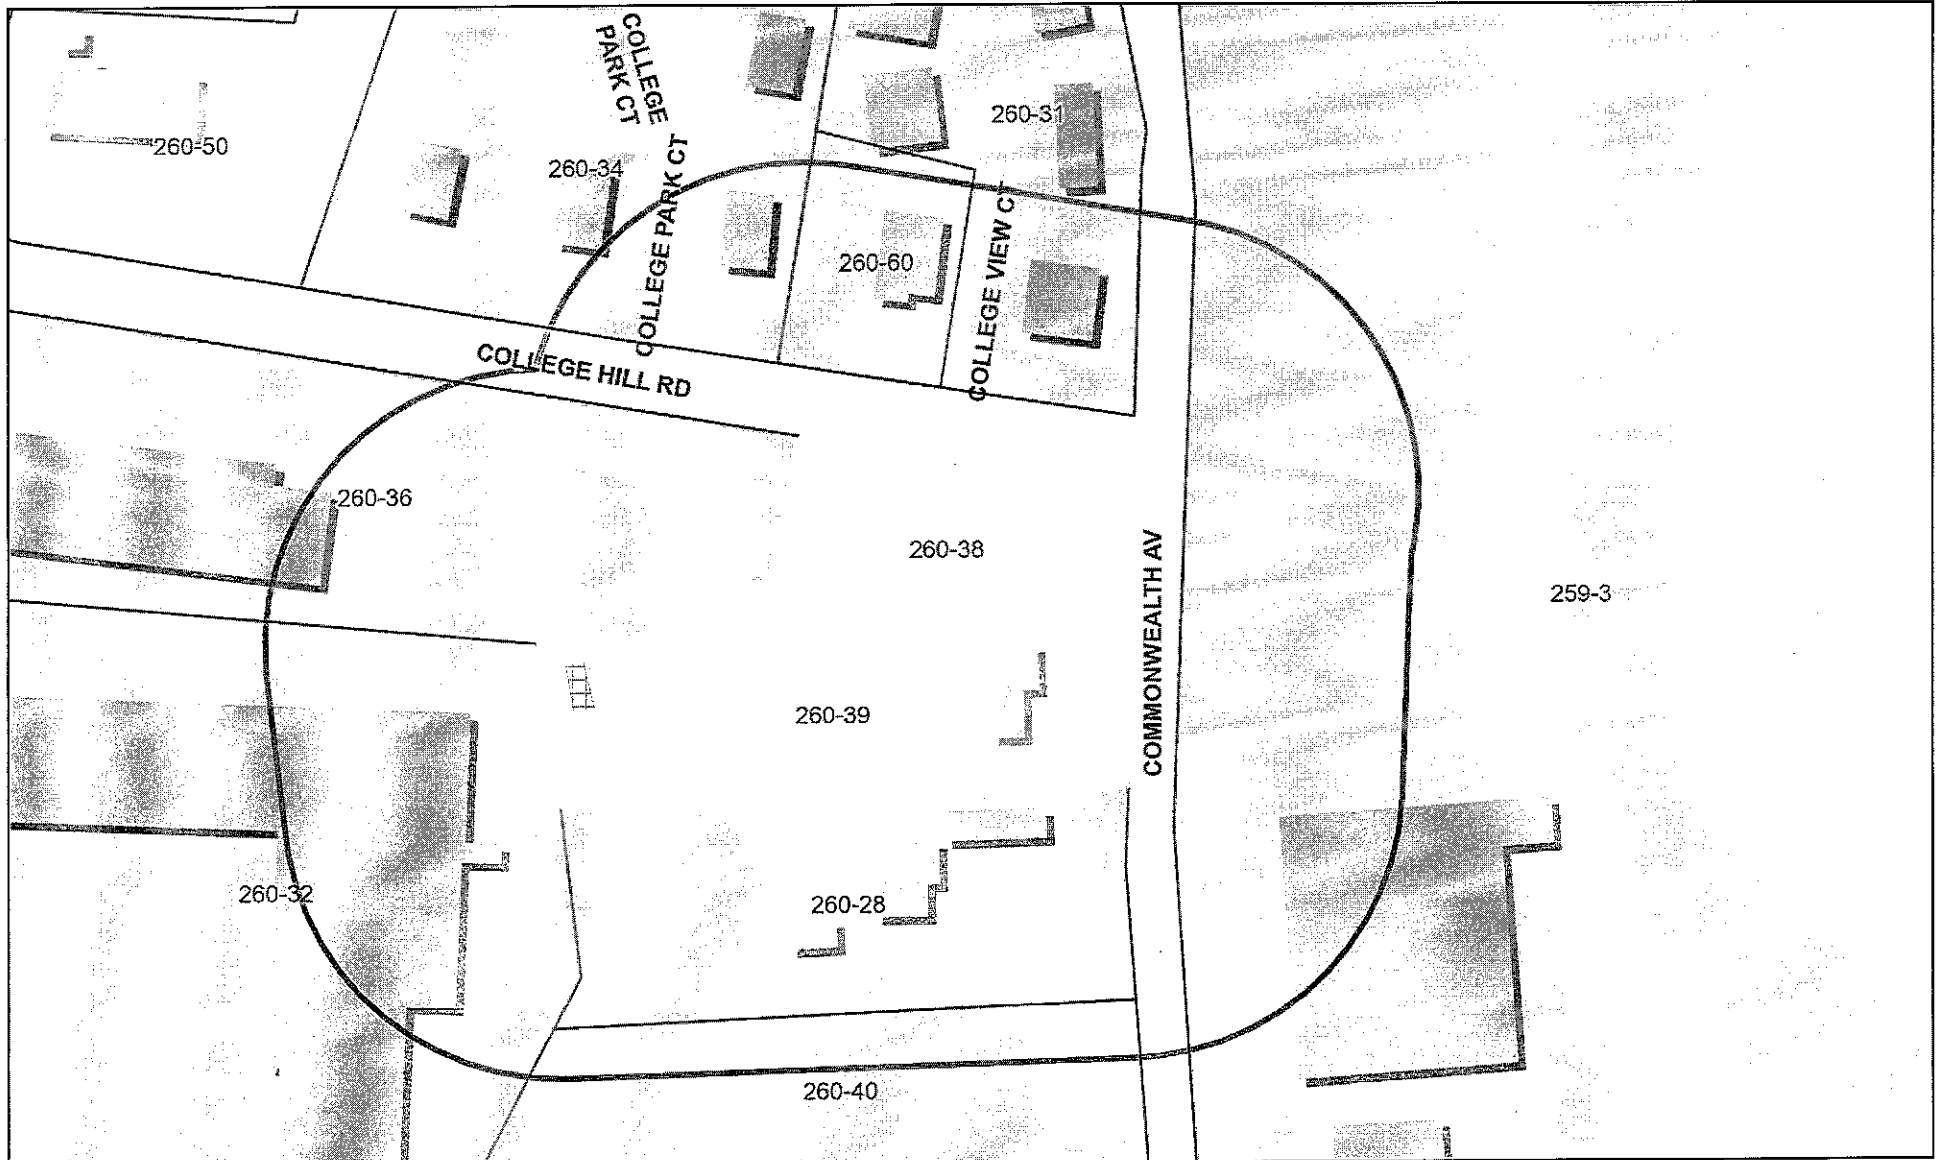 COLLEGE
PARK CT
260-31
260-50
260-34
COLLEGE PARK CT
260-60
COLLEGE VIEW CT
COLLEGE HILL RD
260-36
260-38
COMMONWEALTH AV
259-3
260-39
260-32
260-28
260-40